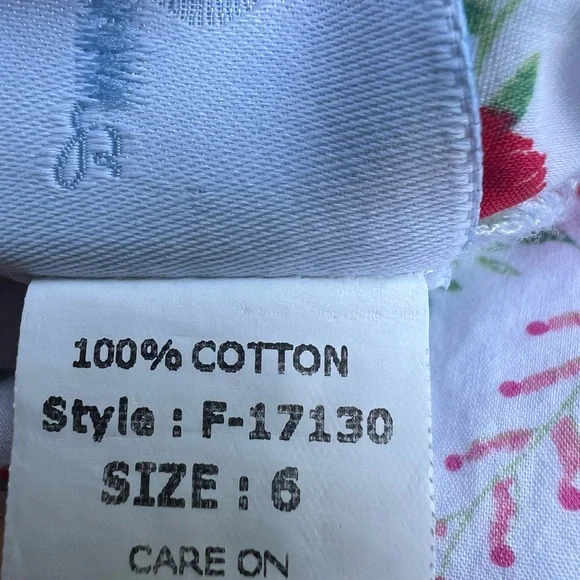 100% COTTON
Style : F-17130
SIZE : 6
CARE ON